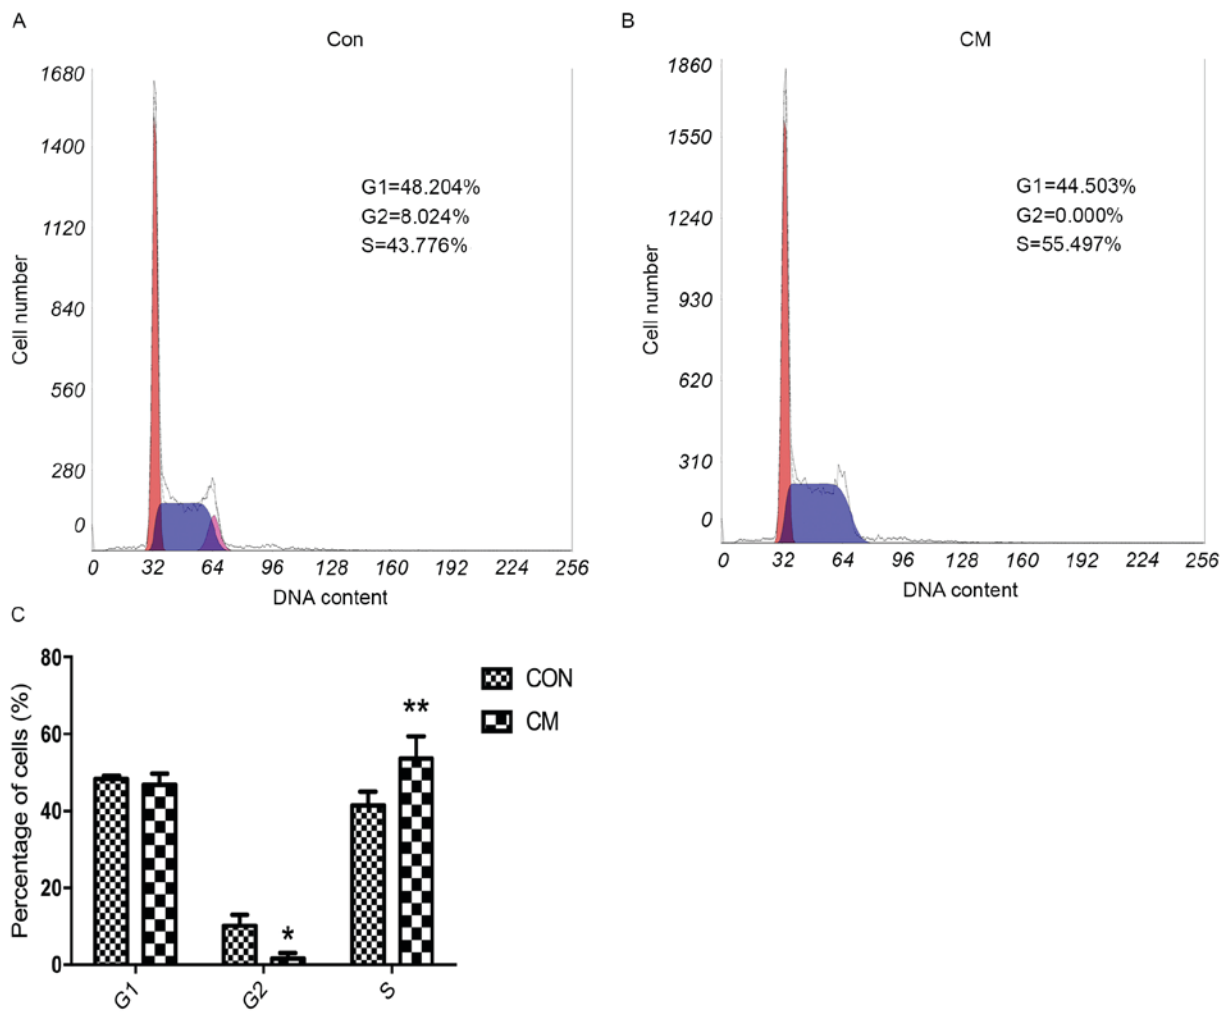 A
Con
1680
1400
1120
840
560
280
0
Cell number
G1=48.204%
G2=8.024%
S=43.776%
0 32 64 96 128 160 192 224 256
DNA content
B
CM
1860
1550
1240
930
620
310
0
Cell number
G1=44.503%
G2=0.000%
S=55.497%
0 32 64 96 128 160 192 224 256
DNA content
C
80
60
40
20
0
Percentage of cells (%)
CON
CM
*
**
G1 G2 S